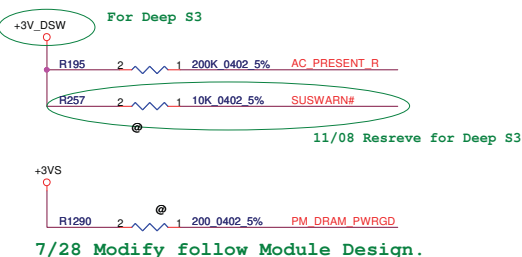 For Deep S3
+3V_DSW
R195 2 1 200K_0402_5% AC_PRESENT_R
R257 2 1 10K_0402_5% SUSWARN#
@
11/08 Resreve for Deep S3
+3VS
@
R1290 2 1 200_0402_5% PM_DRAM_PWRGD
7/28 Modify follow Module Design.